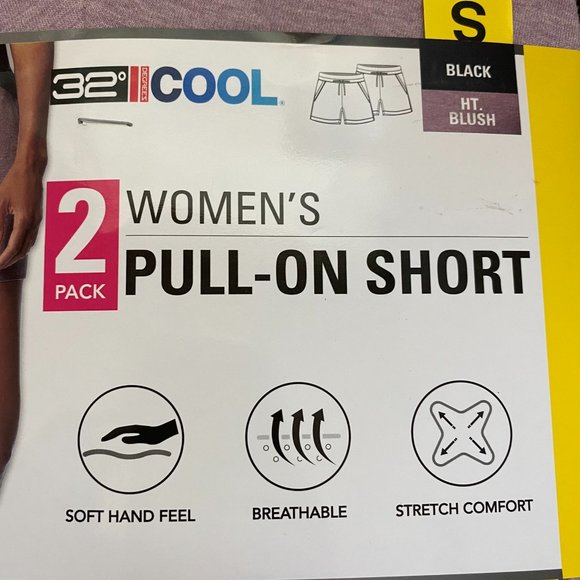 S
32° DEGREES COOL®
BLACK
HT.
BLUSH
2
PACK
WOMEN'S
PULL-ON SHORT
SOFT HAND FEEL
BREATHABLE
STRETCH COMFORT